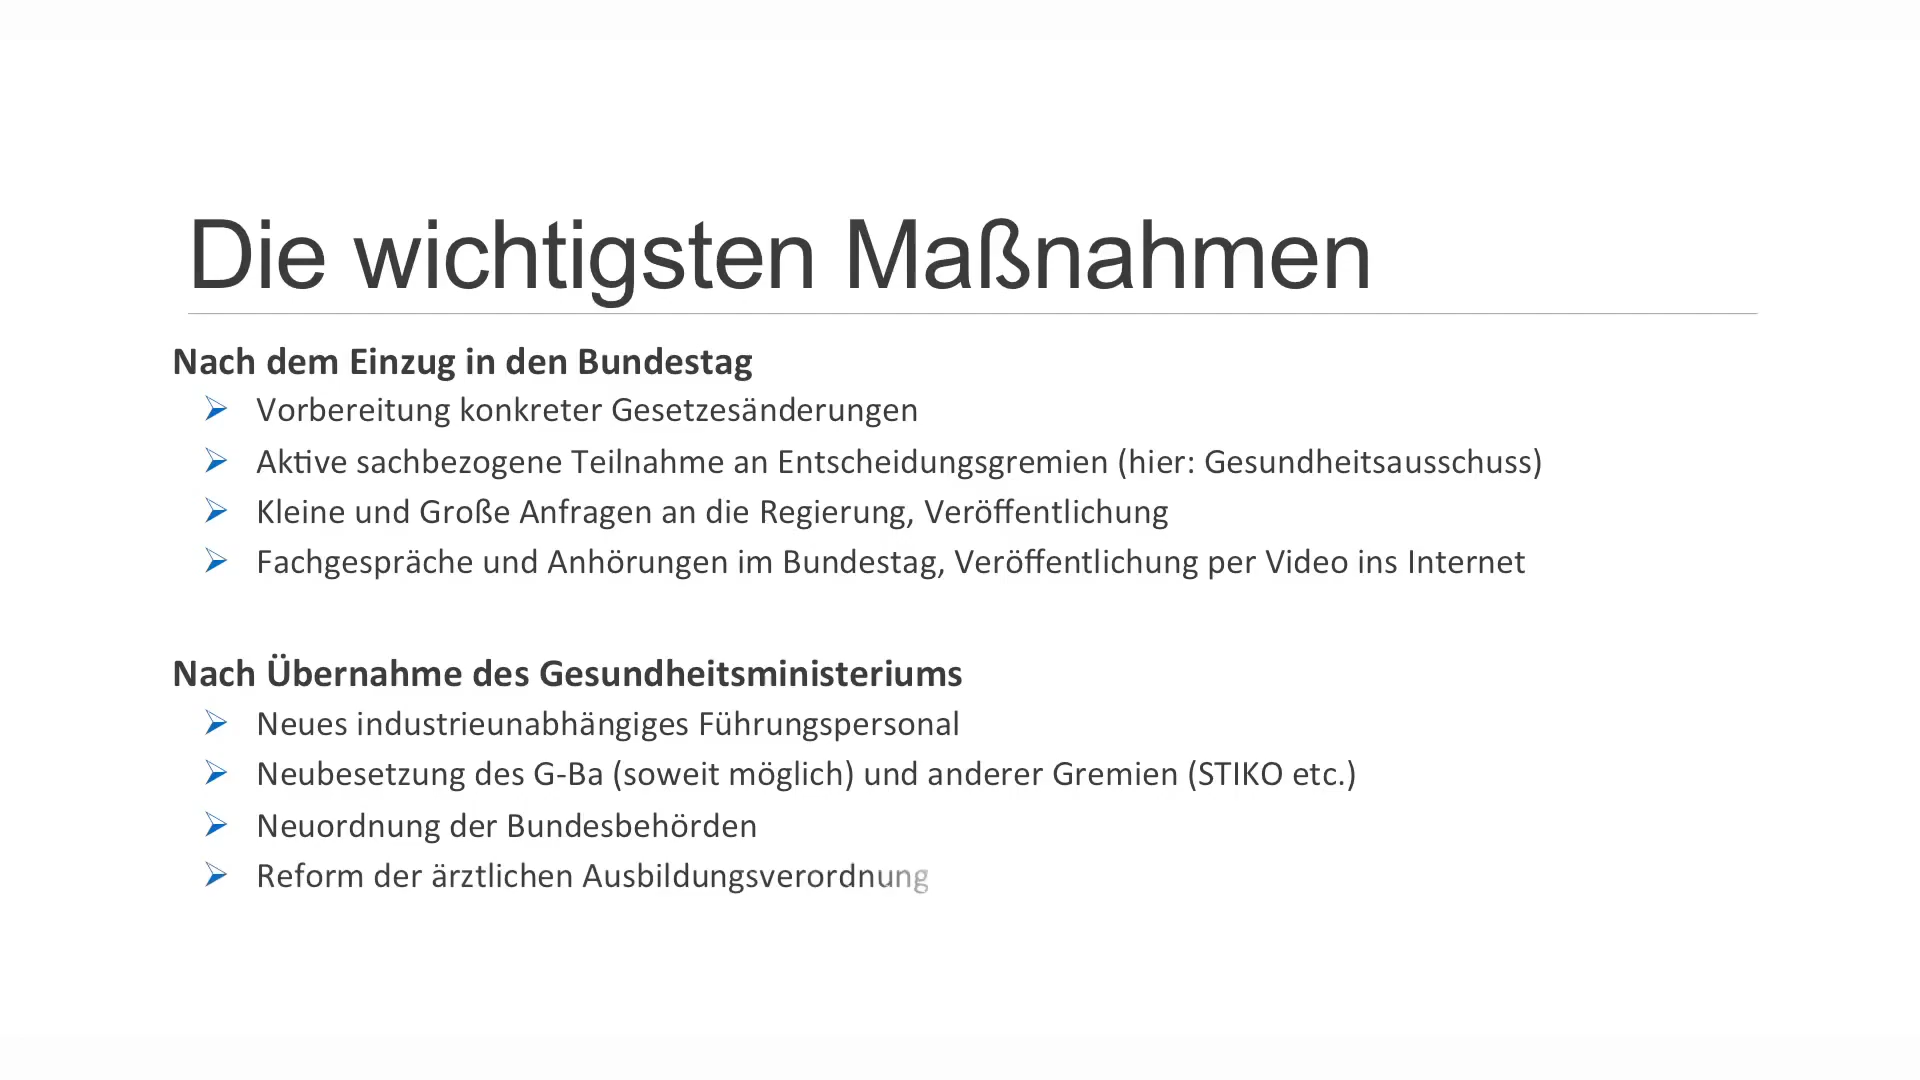 Die wichtigsten Maßnahmen
Nach dem Einzug in den Bundestag
Vorbereitung konkreter Gesetzesänderungen
Aktive sachbezogene Teilnahme an Entscheidungsgremien (hier: Gesundheitsausschuss)
Kleine und Große Anfragen an die Regierung, Veröffentlichung
Fachgespräche und Anhörungen im Bundestag, Veröffentlichung per Video ins Internet
Nach Übernahme des Gesundheitsministeriums
Neues industrieunabhängiges Führungspersonal
Neubesetzung des G-Ba (soweit möglich) und anderer Gremien (STIKO etc.)
Neuordnung der Bundesbehörden
Reform der ärztlichen Ausbildungsverordnung